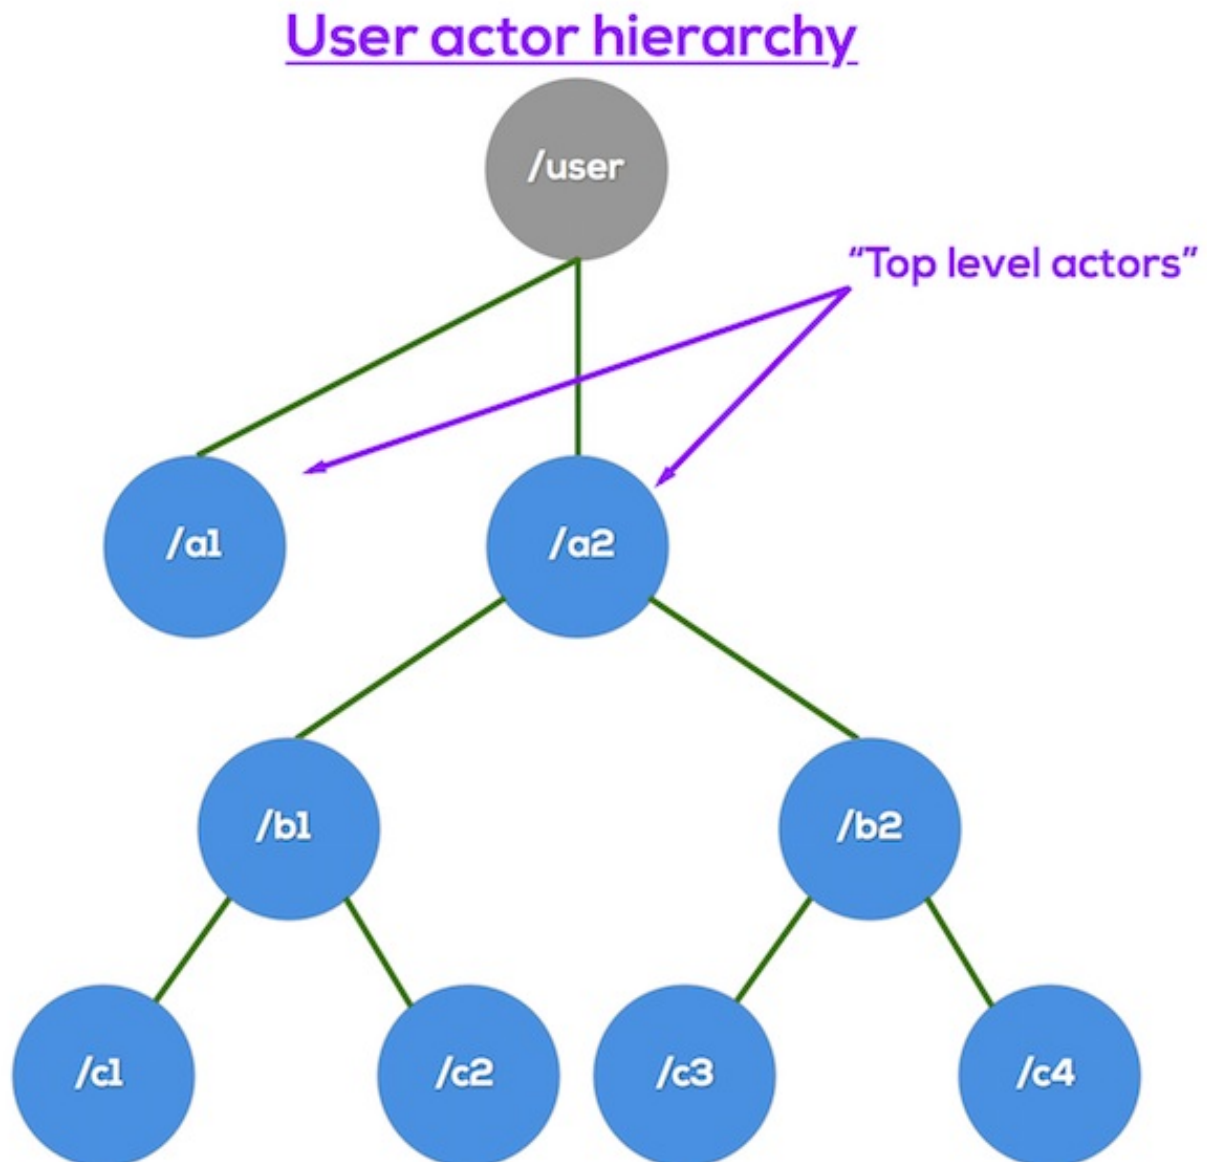 User actor hierarchy
/user
“Top level actors”
/a1
/a2
/b1
/b2
/c1
/c2
/c3
/c4